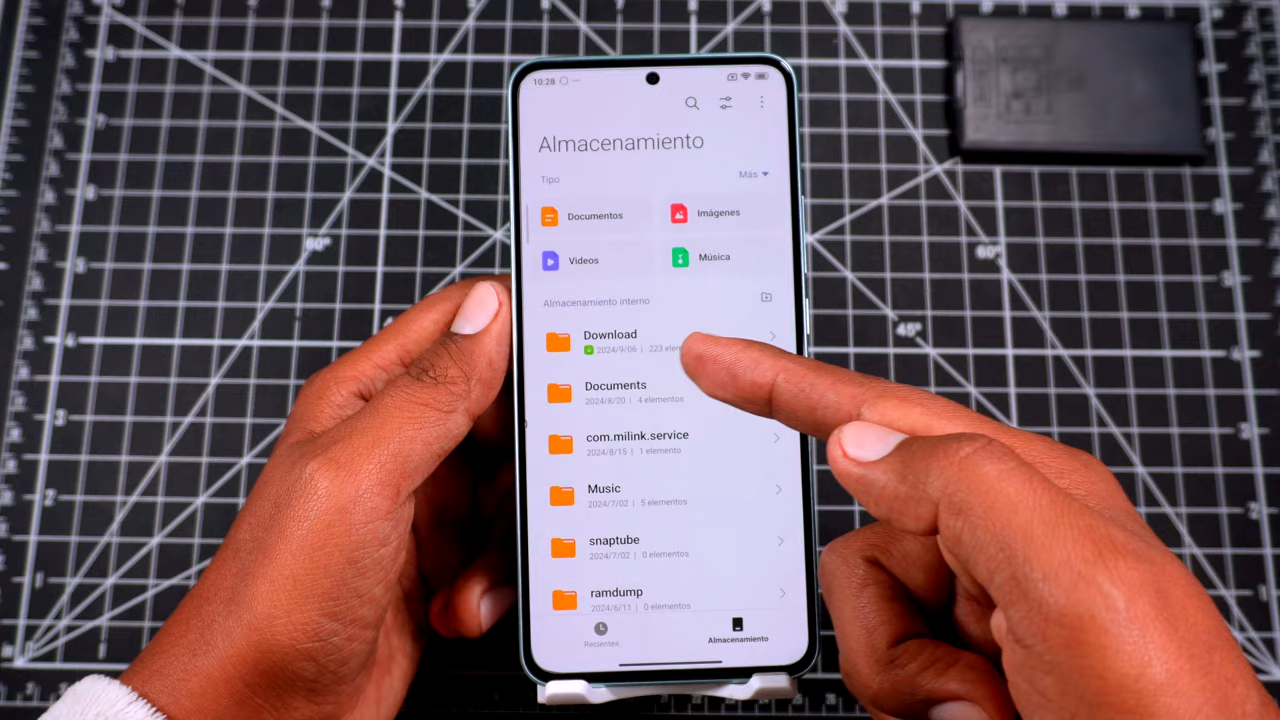 10:28
Almacenamiento
Tipo
Más
Documentos
Imágenes
Videos
Música
Almacenamiento interno
Download
2024/9/06 | 223
Documents
2024/8/20 | 4 elementos
com.milink.service
2024/8/15 | 1 elemento
Music
2024/7/02 | 5 elementos
snaptube
2024/7/02 | 0 elementos
ramdump
2024/6/11 | 0 elementos
Recientes
Almacenamiento
60°
60°
45°